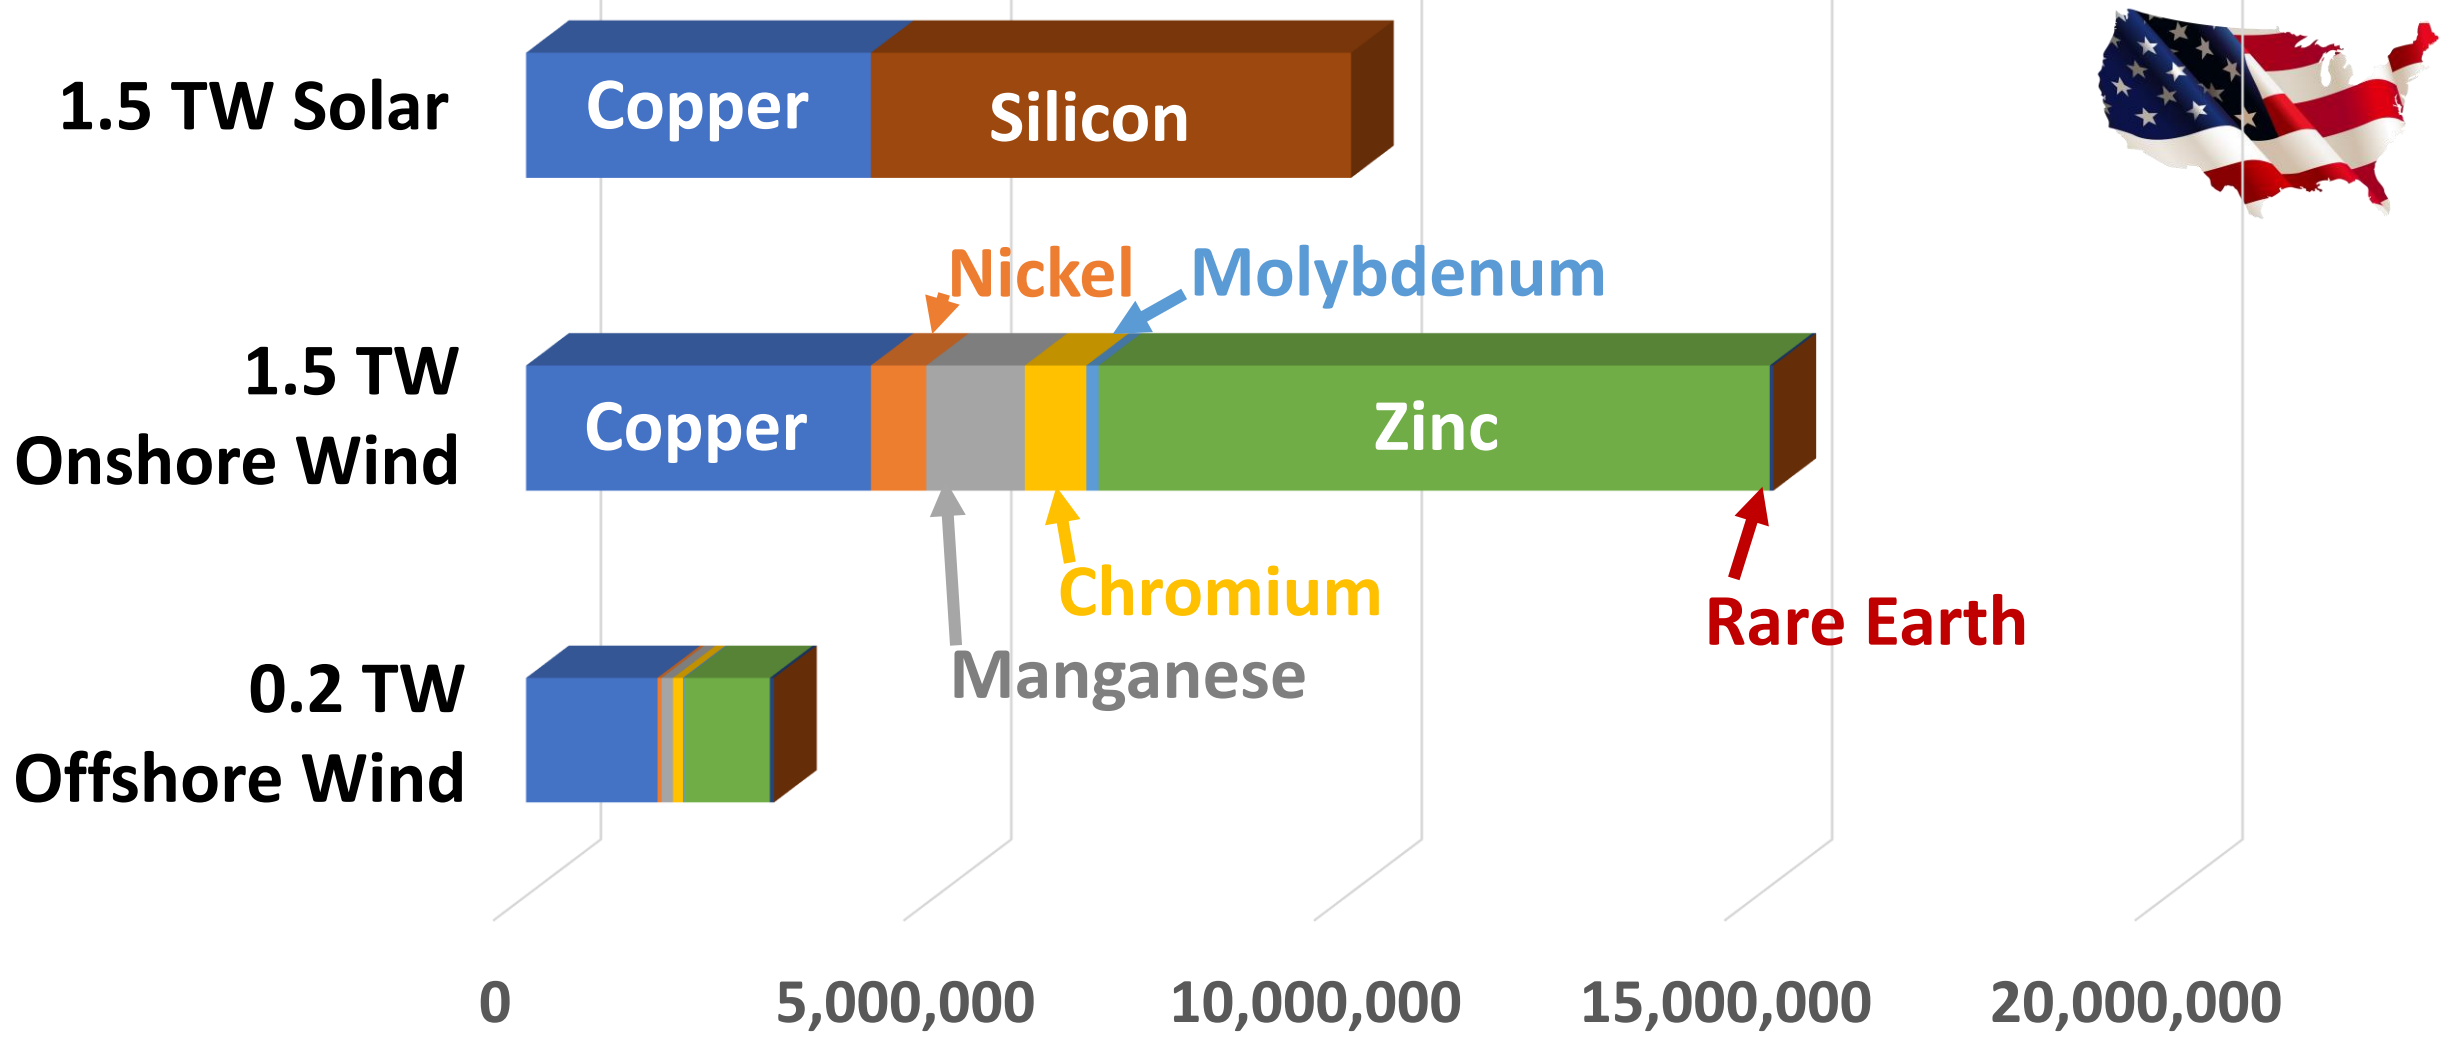 1.5 TW Solar
Copper
Silicon
Nickel
Molybdenum
1.5 TW
Onshore Wind
Copper
Zinc
Chromium
Manganese
Rare Earth
0.2 TW
Offshore Wind
0
5,000,000
10,000,000
15,000,000
20,000,000